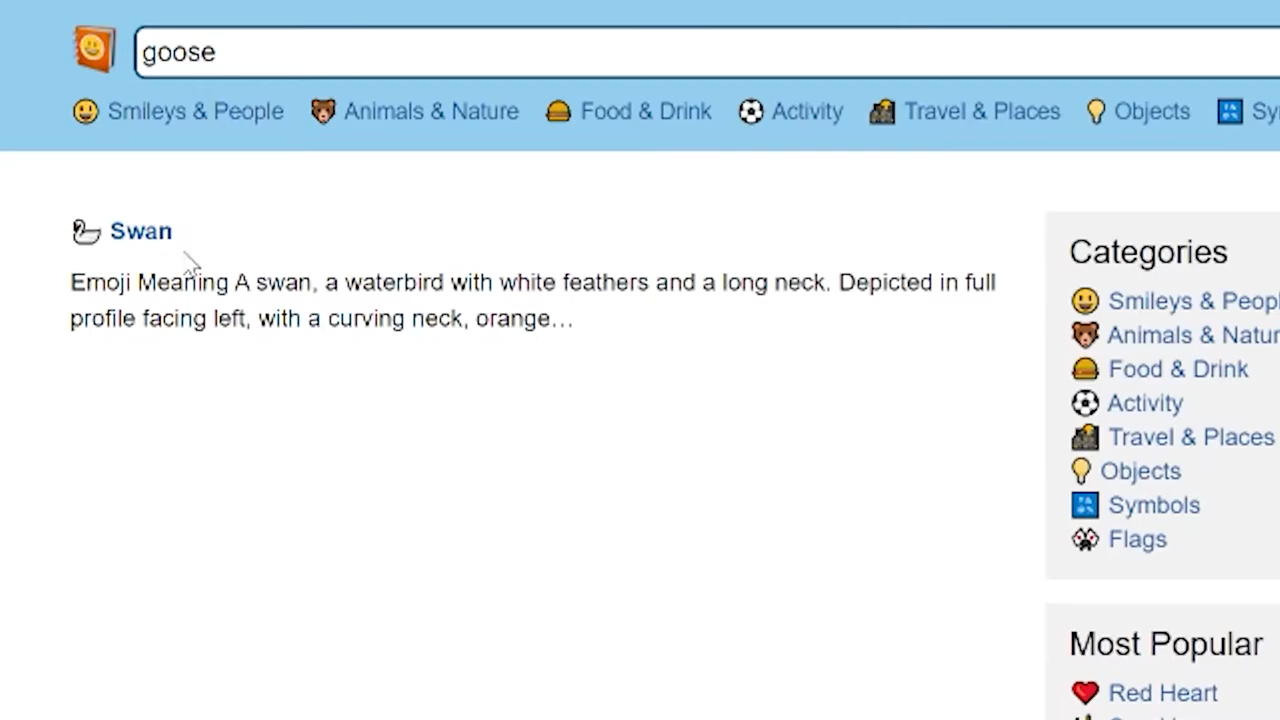 goose
Smileys & People Animals & Nature Food & Drink Activity Travel & Places Objects Sy
Swan
Emoji Meaning A swan, a waterbird with white feathers and a long neck. Depicted in full
profile facing left, with a curving neck, orange…
Categories
Smileys & Peopl
Animals & Natur
Food & Drink
Activity
Travel & Places
Objects
Symbols
Flags
Most Popular
Red Heart